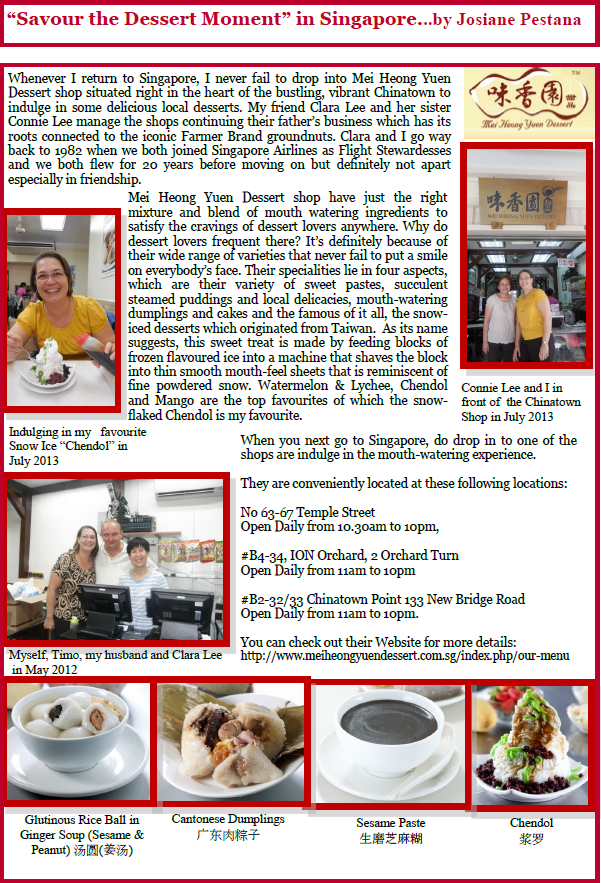 “Savour the Dessert Moment” in Singapore...by Josiane Pestana
Whenever I return to Singapore, I never fail to drop into Mei Heong Yuen
Dessert shop situated right in the heart of the bustling, vibrant Chinatown to
indulge in some delicious local desserts. My friend Clara Lee and her sister
Connie Lee manage the shops continuing their father’s business which has its
roots connected to the iconic Farmer Brand groundnuts. Clara and I go way
back to 1982 when we both joined Singapore Airlines as Flight Stewardesses
and we both flew for 20 years before moving on but definitely not apart
especially in friendship.
味香園
TM
Mei Heong Yuen Dessert
味香園
MEI HEONG YUEN DESSERT
Mei Heong Yuen Dessert shop have just the right
mixture and blend of mouth watering ingredients to
satisfy the cravings of dessert lovers anywhere. Why do
dessert lovers frequent there? It’s definitely because of
their wide range of varieties that never fail to put a smile
on everybody’s face. Their specialities lie in four aspects,
which are their variety of sweet pastes, succulent
steamed puddings and local delicacies, mouth-watering
dumplings and cakes and the famous of it all, the snow-
iced desserts which originated from Taiwan. As its name
suggests, this sweet treat is made by feeding blocks of
frozen flavoured ice into a machine that shaves the block
into thin smooth mouth-feel sheets that is reminiscent of
fine powdered snow. Watermelon & Lychee, Chendol
and Mango are the top favourites of which the snow-
flaked Chendol is my favourite.
Connie Lee and I in
front of the Chinatown
Shop in July 2013
Indulging in my favourite
Snow Ice “Chendol” in
July 2013
When you next go to Singapore, do drop in to one of the
shops are indulge in the mouth-watering experience.
They are conveniently located at these following locations:
No 63-67 Temple Street
Open Daily from 10.30am to 10pm,
#B4-34, ION Orchard, 2 Orchard Turn
Open Daily from 11am to 10pm
#B2-32/33 Chinatown Point 133 New Bridge Road
Open Daily from 11am to 10pm.
You can check out their Website for more details:
http://www.meiheongyuendessert.com.sg/index.php/our-menu
Myself, Timo, my husband and Clara Lee
in May 2012
Glutinous Rice Ball in
Ginger Soup (Sesame &
Peanut) 汤圆(姜汤)
Cantonese Dumplings
广东肉粽子
Sesame Paste
生磨芝麻糊
Chendol
浆罗